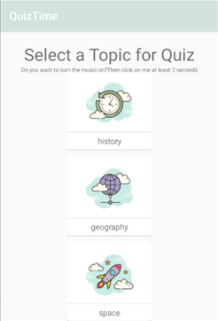 QuizTime
Select a Topic for Quiz
Do you want to turn the music on?Then click on me at least 2 seconds
history
geography